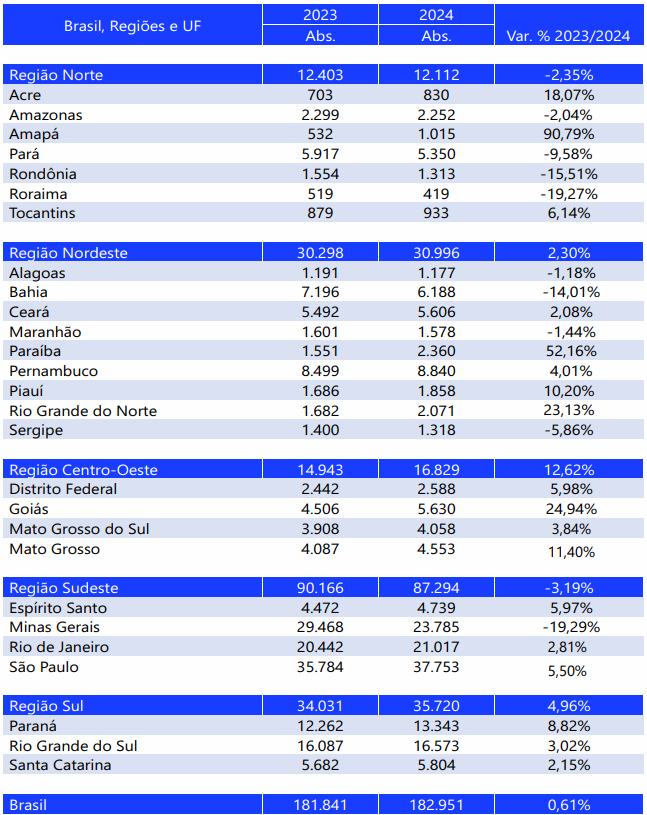 Brasil, Regiões e UF 2023 2024 Var. % 2023/2024
Abs. Abs.
Região Norte 12.403 12.112 -2,35%
Acre 703 830 18,07%
Amazonas 2.299 2.252 -2,04%
Amapá 532 1.015 90,79%
Pará 5.917 5.350 -9,58%
Rondônia 1.554 1.313 -15,51%
Roraima 519 419 -19,27%
Tocantins 879 933 6,14%
Região Nordeste 30.298 30.996 2,30%
Alagoas 1.191 1.177 -1,18%
Bahia 7.196 6.188 -14,01%
Ceará 5.492 5.606 2,08%
Maranhão 1.601 1.578 -1,44%
Paraíba 1.551 2.360 52,16%
Pernambuco 8.499 8.840 4,01%
Piauí 1.686 1.858 10,20%
Rio Grande do Norte 1.682 2.071 23,13%
Sergipe 1.400 1.318 -5,86%
Região Centro-Oeste 14.943 16.829 12,62%
Distrito Federal 2.442 2.588 5,98%
Goiás 4.506 5.630 24,94%
Mato Grosso do Sul 3.908 4.058 3,84%
Mato Grosso 4.087 4.553 11,40%
Região Sudeste 90.166 87.294 -3,19%
Espírito Santo 4.472 4.739 5,97%
Minas Gerais 29.468 23.785 -19,29%
Rio de Janeiro 20.442 21.017 2,81%
São Paulo 35.784 37.753 5,50%
Região Sul 34.031 35.720 4,96%
Paraná 12.262 13.343 8,82%
Rio Grande do Sul 16.087 16.573 3,02%
Santa Catarina 5.682 5.804 2,15%
Brasil 181.841 182.951 0,61%